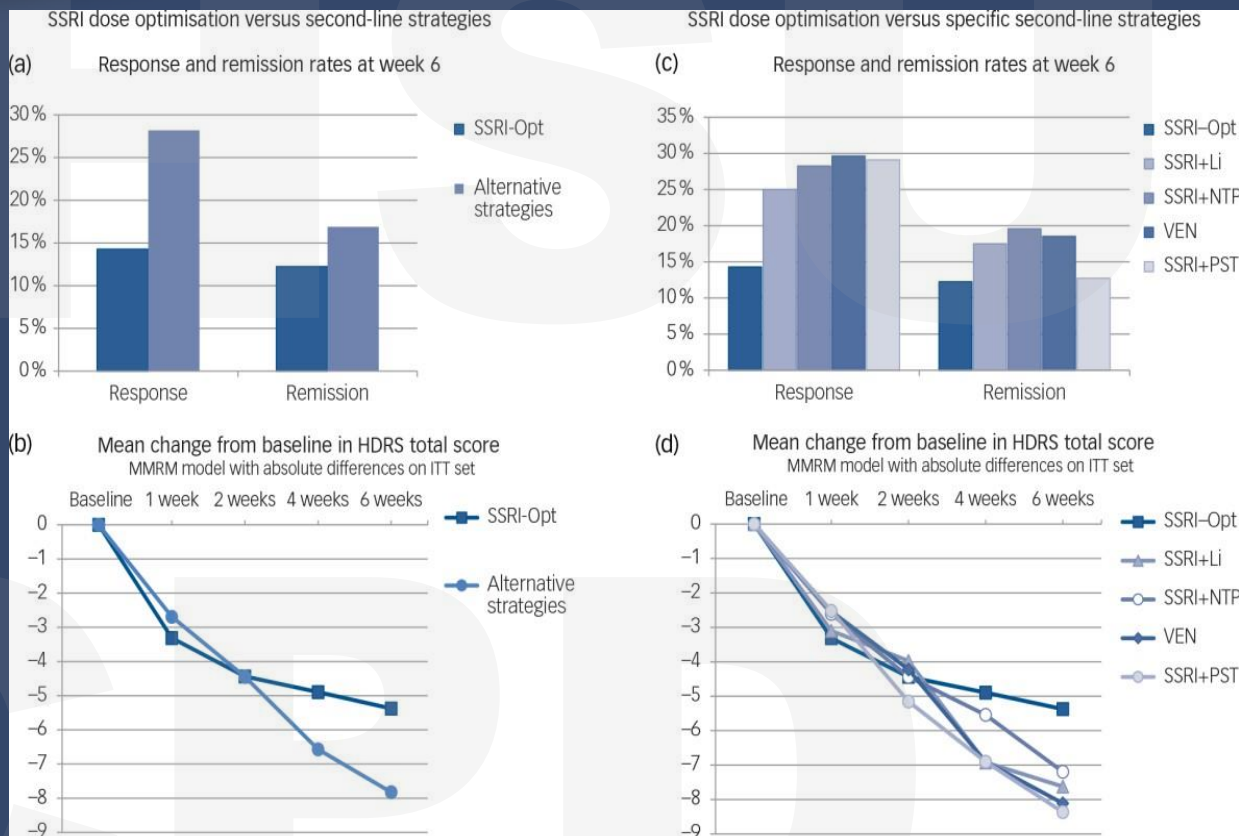 SSRI dose optimisation versus second-line strategies
(a) Response and remission rates at week 6
30%
25%
20%
15%
10%
5%
0%
Response Remission
SSRI-Opt
Alternative
strategies
(b) Mean change from baseline in HDRS total score
MMRM model with absolute differences on ITT set
Baseline 1 week 2 weeks 4 weeks 6 weeks
0
–1
–2
–3
–4
–5
–6
–7
–8
–9
SSRI-Opt
Alternative
strategies
SSRI dose optimisation versus specific second-line strategies
(c) Response and remission rates at week 6
35%
30%
25%
20%
15%
10%
5%
0%
Response Remission
SSRI–Opt
SSRI+Li
SSRI+NTP
VEN
SSRI+PST
(d) Mean change from baseline in HDRS total score
MMRM model with absolute differences on ITT set
Baseline 1 week 2 weeks 4 weeks 6 weeks
0
–1
–2
–3
–4
–5
–6
–7
–8
–9
SSRI–Opt
SSRI+Li
SSRI+NTP
VEN
SSRI+PST